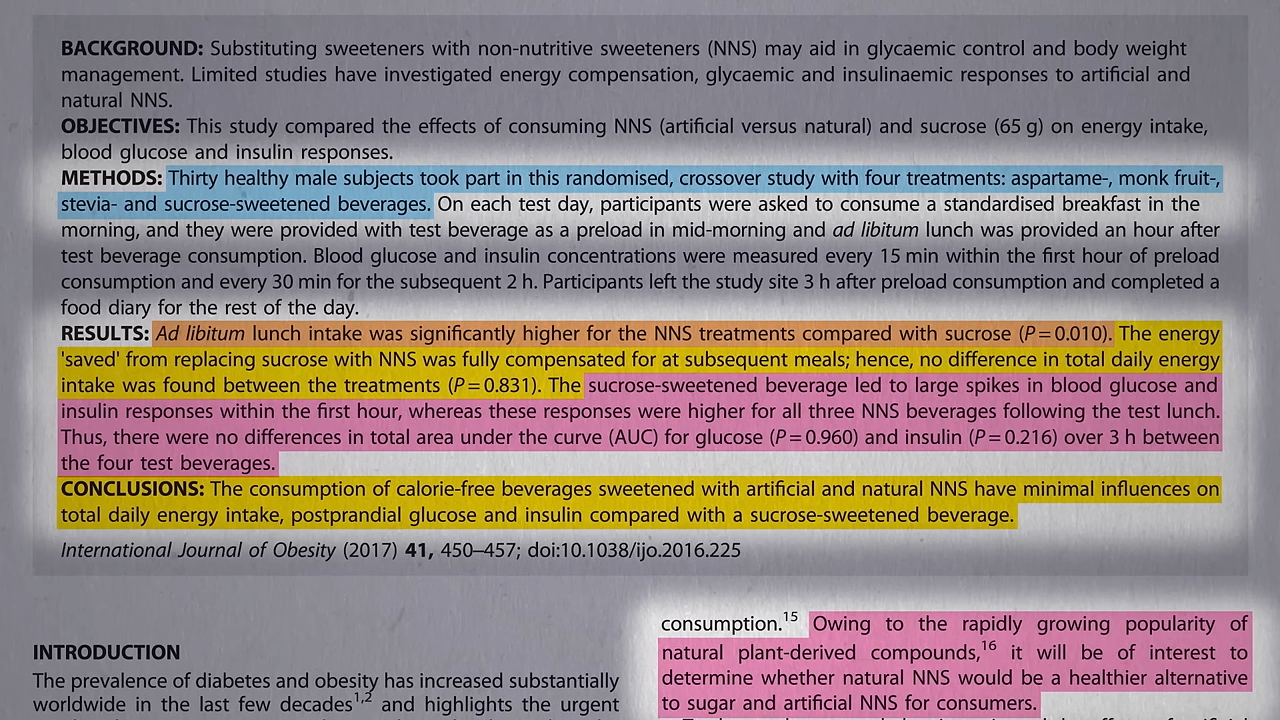 BACKGROUND: Substituting sweeteners with non-nutritive sweeteners (NNS) may aid in glycaemic control and body weight
management. Limited studies have investigated energy compensation, glycaemic and insulinaemic responses to artificial and
natural NNS.
OBJECTIVES: This study compared the effects of consuming NNS (artificial versus natural) and sucrose (65 g) on energy intake,
blood glucose and insulin responses.
METHODS: Thirty healthy male subjects took part in this randomised, crossover study with four treatments: aspartame-, monk fruit-,
stevia- and sucrose-sweetened beverages. On each test day, participants were asked to consume a standardised breakfast in the
morning, and they were provided with test beverage as a preload in mid-morning and ad libitum lunch was provided an hour after
test beverage consumption. Blood glucose and insulin concentrations were measured every 15 min within the first hour of preload
consumption and every 30 min for the subsequent 2 h. Participants left the study site 3 h after preload consumption and completed a
food diary for the rest of the day.
RESULTS: Ad libitum lunch intake was significantly higher for the NNS treatments compared with sucrose (P = 0.010). The energy
'saved' from replacing sucrose with NNS was fully compensated for at subsequent meals; hence, no difference in total daily energy
intake was found between the treatments (P = 0.831). The sucrose-sweetened beverage led to large spikes in blood glucose and
insulin responses within the first hour, whereas these responses were higher for all three NNS beverages following the test lunch.
Thus, there were no differences in total area under the curve (AUC) for glucose (P = 0.960) and insulin (P = 0.216) over 3 h between
the four test beverages.
CONCLUSIONS: The consumption of calorie-free beverages sweetened with artificial and natural NNS have minimal influences on
total daily energy intake, postprandial glucose and insulin compared with a sucrose-sweetened beverage.
International Journal of Obesity (2017) 41, 450–457; doi:10.1038/ijo.2016.225
INTRODUCTION
The prevalence of diabetes and obesity has increased substantially
worldwide in the last few decades1,2 and highlights the urgent
consumption.15 Owing to the rapidly growing popularity of
natural plant-derived compounds,16 it will be of interest to
determine whether natural NNS would be a healthier alternative
to sugar and artificial NNS for consumers.